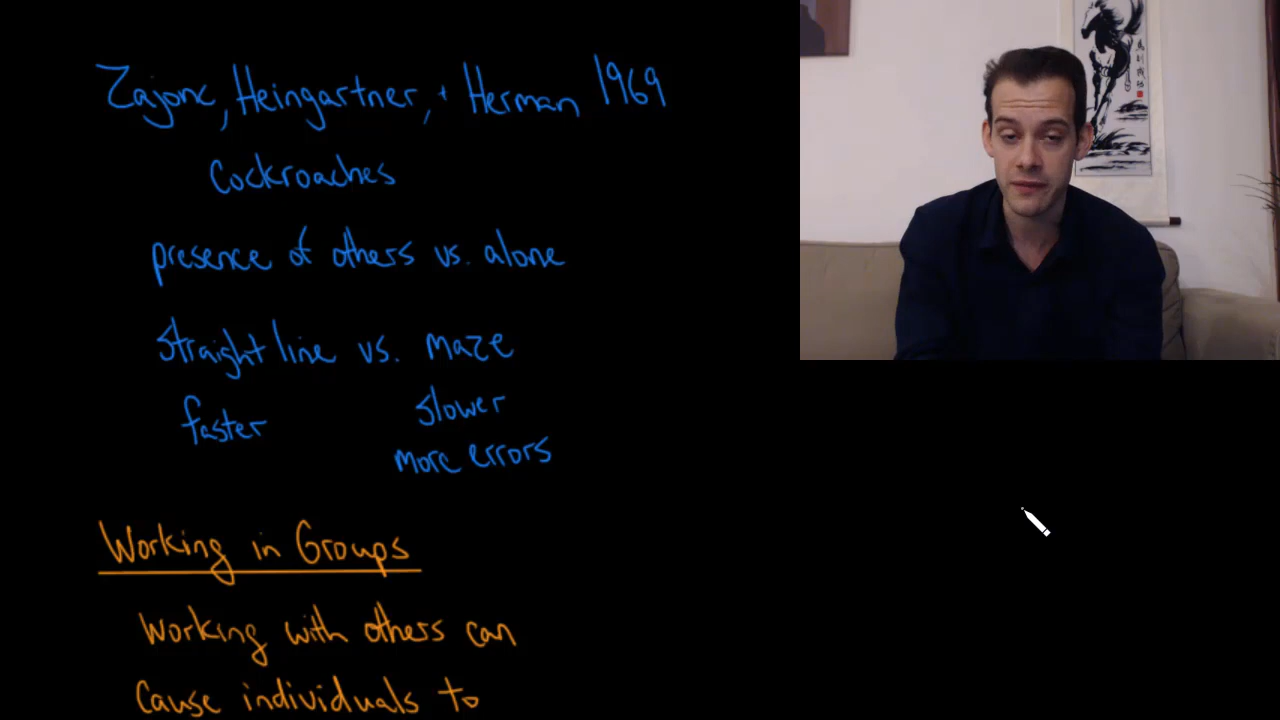 Zajonc, Heingartner, + Herman 1969
Cockroaches
presence of others vs. alone
Straight line vs. maze
faster
slower
more errors
Working in Groups
Working with others can
cause individuals to